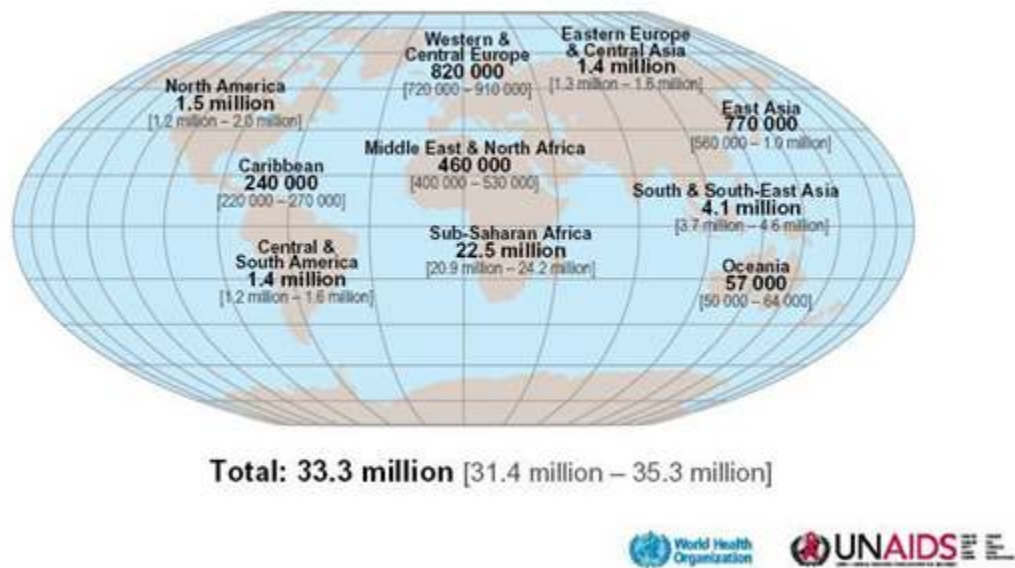 Western &
Central Europe
820 000
[720 000 – 910 000]
Eastern Europe
& Central Asia
1.4 million
[1.3 million – 1.6 million]
North America
1.5 million
[1.2 million – 2.0 million]
East Asia
770 000
[560 000 – 1.0 million]
Middle East & North Africa
460 000
[400 000 – 530 000]
Caribbean
240 000
[220 000 – 270 000]
South & South-East Asia
4.1 million
[3.7 million – 4.6 million]
Sub-Saharan Africa
22.5 million
[20.9 million – 24.2 million]
Central &
South America
1.4 million
[1.2 million – 1.6 million]
Oceania
57 000
[50 000 – 64 000]
Total: 33.3 million [31.4 million – 35.3 million]
World Health
Organization
UNAIDS